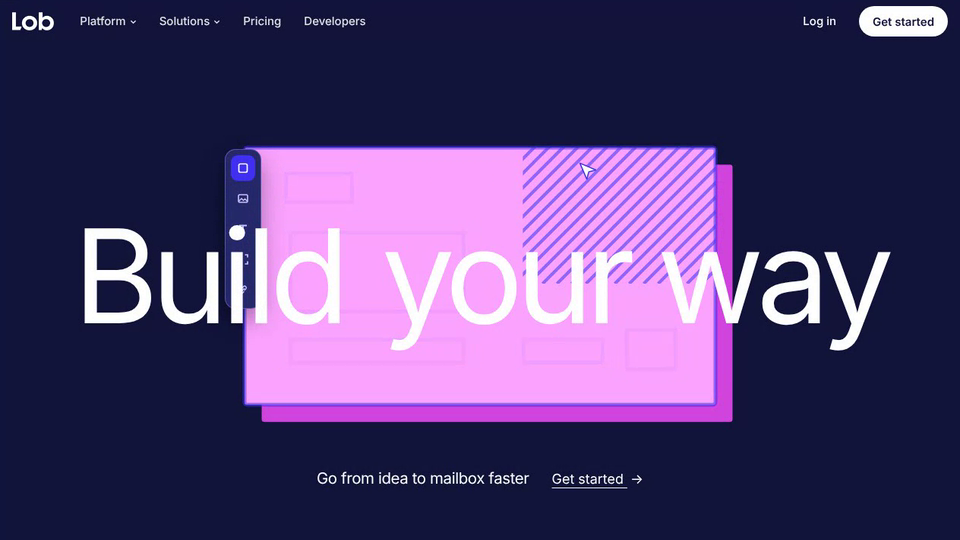 Lob
Platform
Solutions
Pricing
Developers
Log in
Get started
Build your way
Go from idea to mailbox faster
Get started →